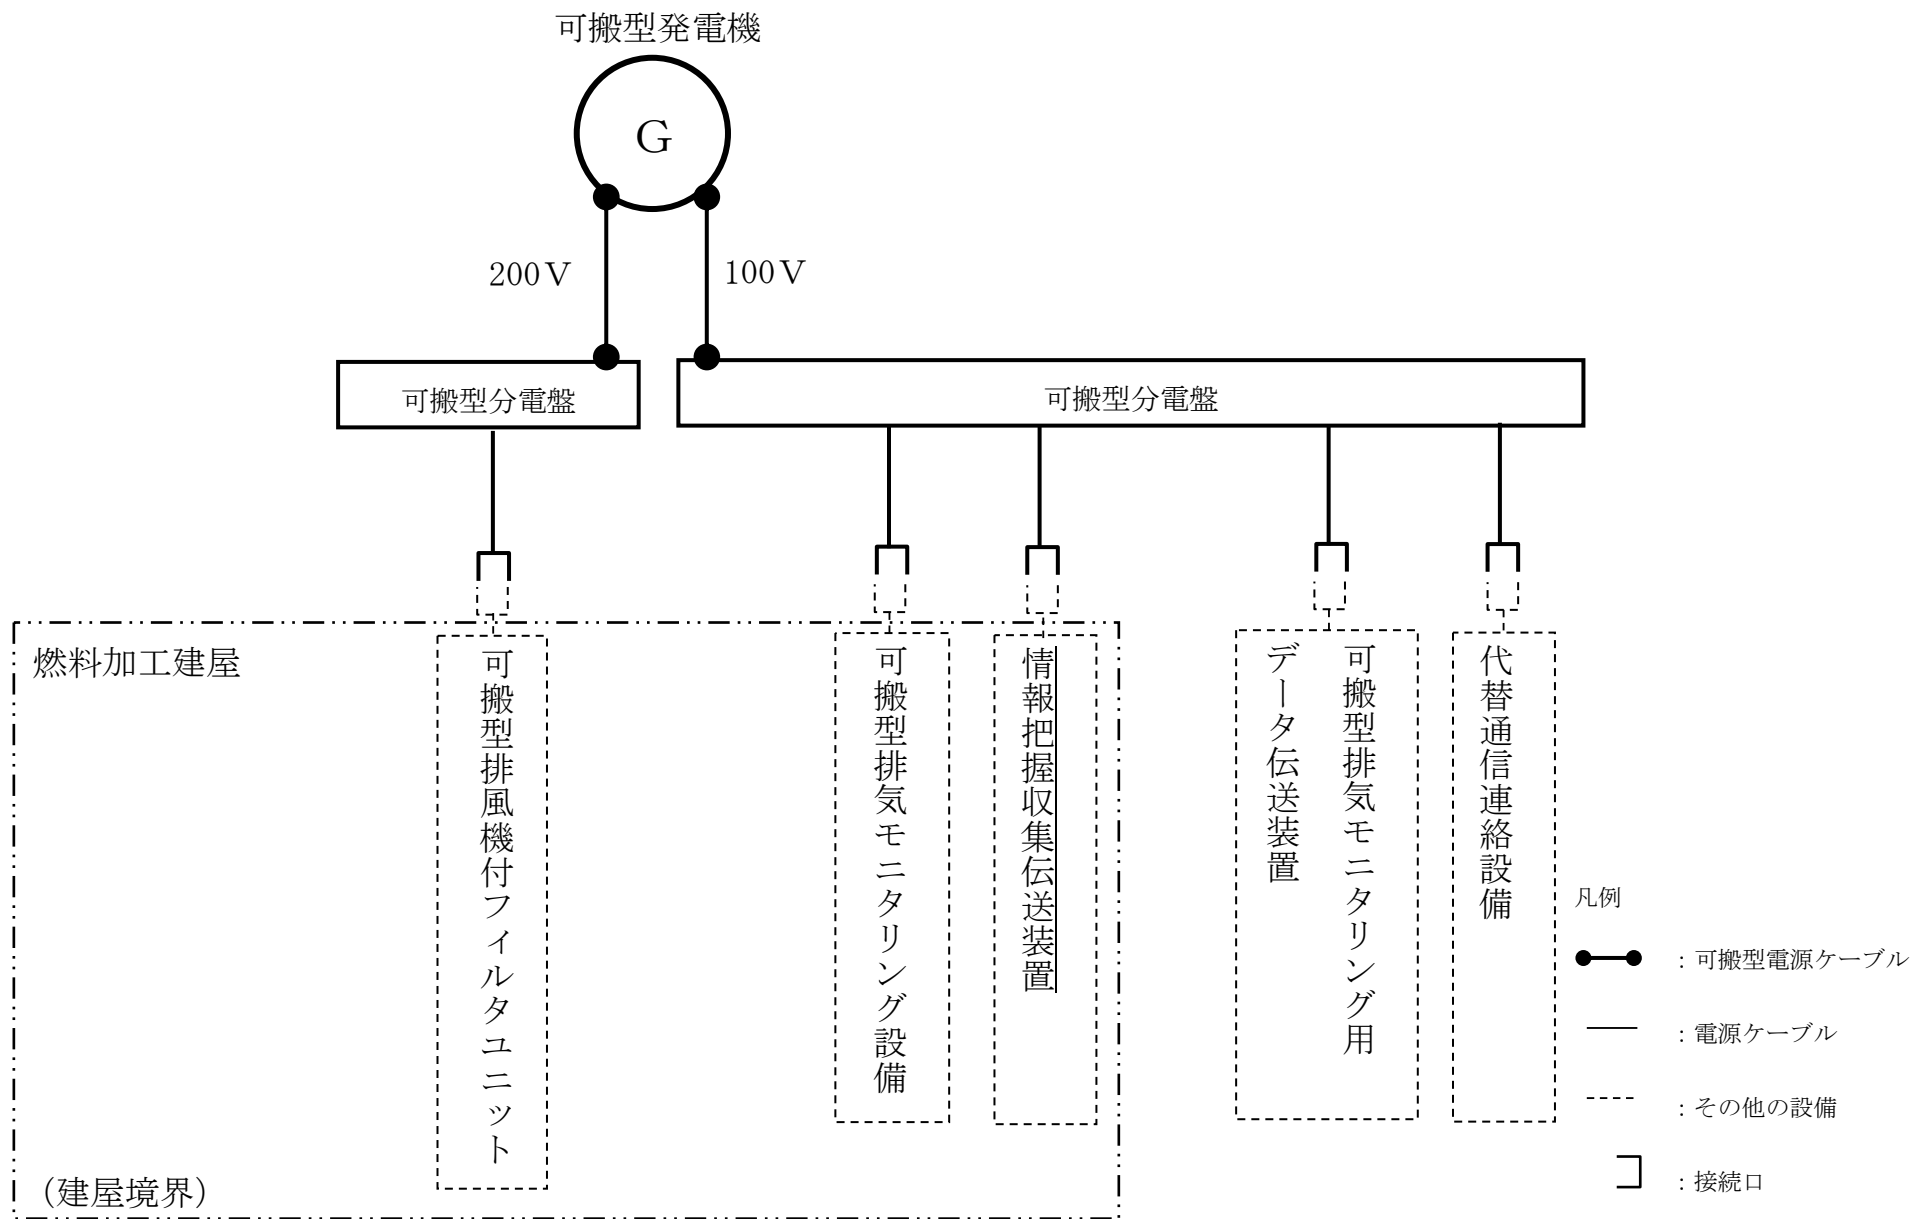 可搬型発電機
G
200V
100V
可搬型分電盤
可搬型分電盤
燃料加工建屋
可搬型排風機付フィルタユニット
可搬型排気モニタリング設備
情報把握収集伝送装置
可搬型排気モニタリング用
データ伝送装置
代替通信連絡設備
(建屋境界)
凡例
:可搬型電源ケーブル
:電源ケーブル
:その他の設備
:接続口